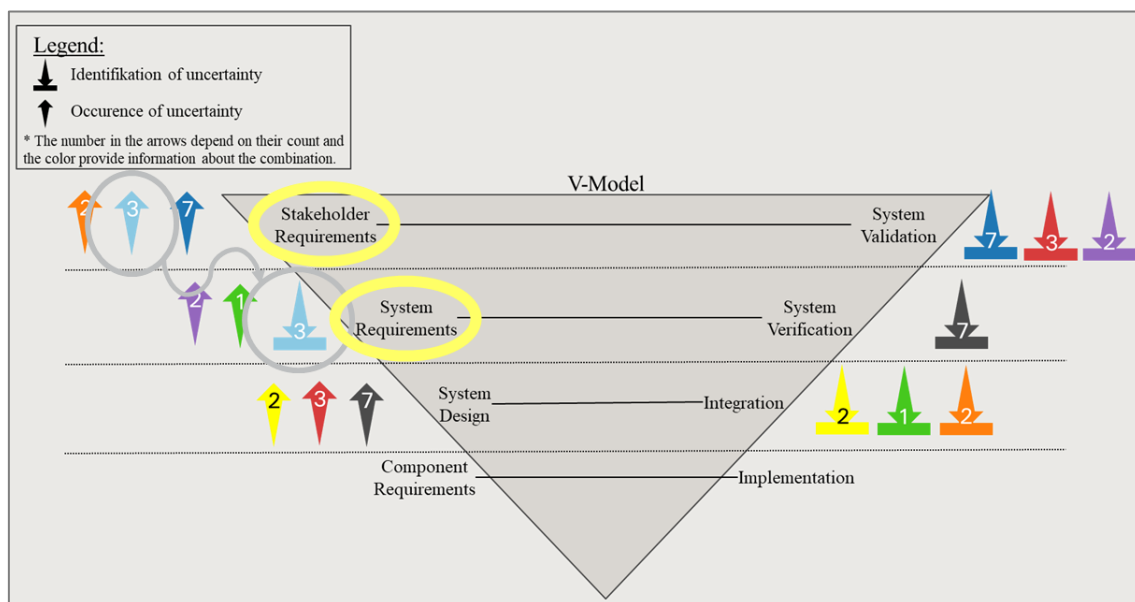 Legend:
Identifikation of uncertainty
Occurence of uncertainty
* The number in the arrows depend on their count and
the color provide information about the combination.
V-Model
2 3 7
Stakeholder
Requirements
System
Validation
7 3 2
2 1 3
System
Requirements
System
Verification
7
2 3 7
System
Design
Integration
2 1 2
Component
Requirements
Implementation